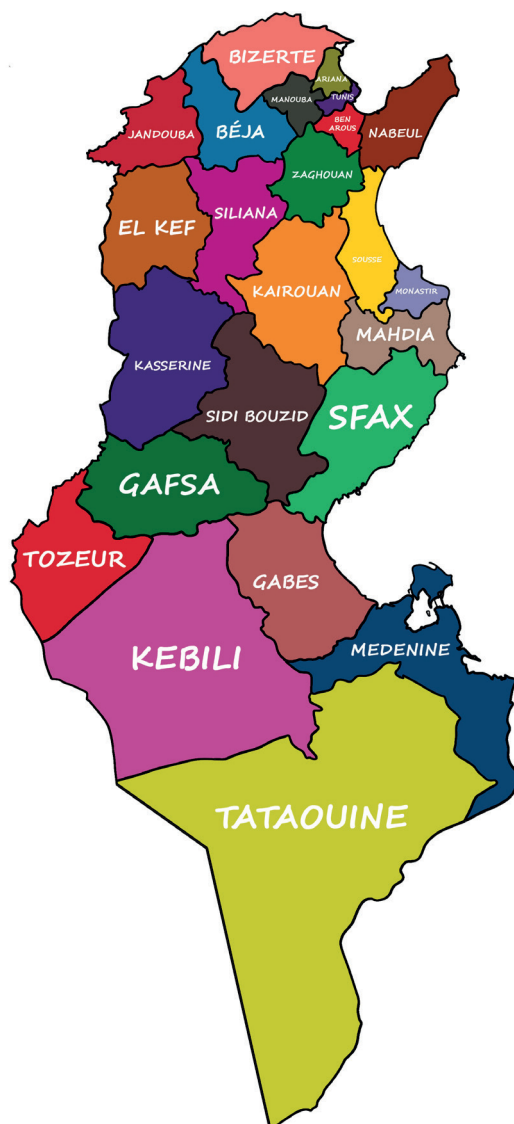 BIZERTE
ARIANA
MANOUBA
TUNIS
JANDOUBA
BÉJA
BEN
AROUS
NABEUL
ZAGHOUAN
EL KEF
SILIANA
SOUSSE
KAIROUAN
MONASTIR
MAHDIA
KASSERINE
SIDI BOUZID
SFAX
GAFSA
TOZEUR
GABES
KEBILI
MEDENINE
TATAOUINE